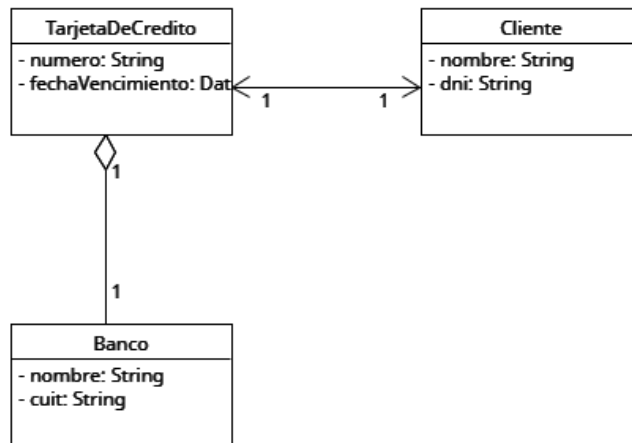 TarjetaDeCredito
- numero: String
- fechaVencimiento: Dat
1
1
Cliente
- nombre: String
- dni: String
1
1
Banco
- nombre: String
- cuit: String